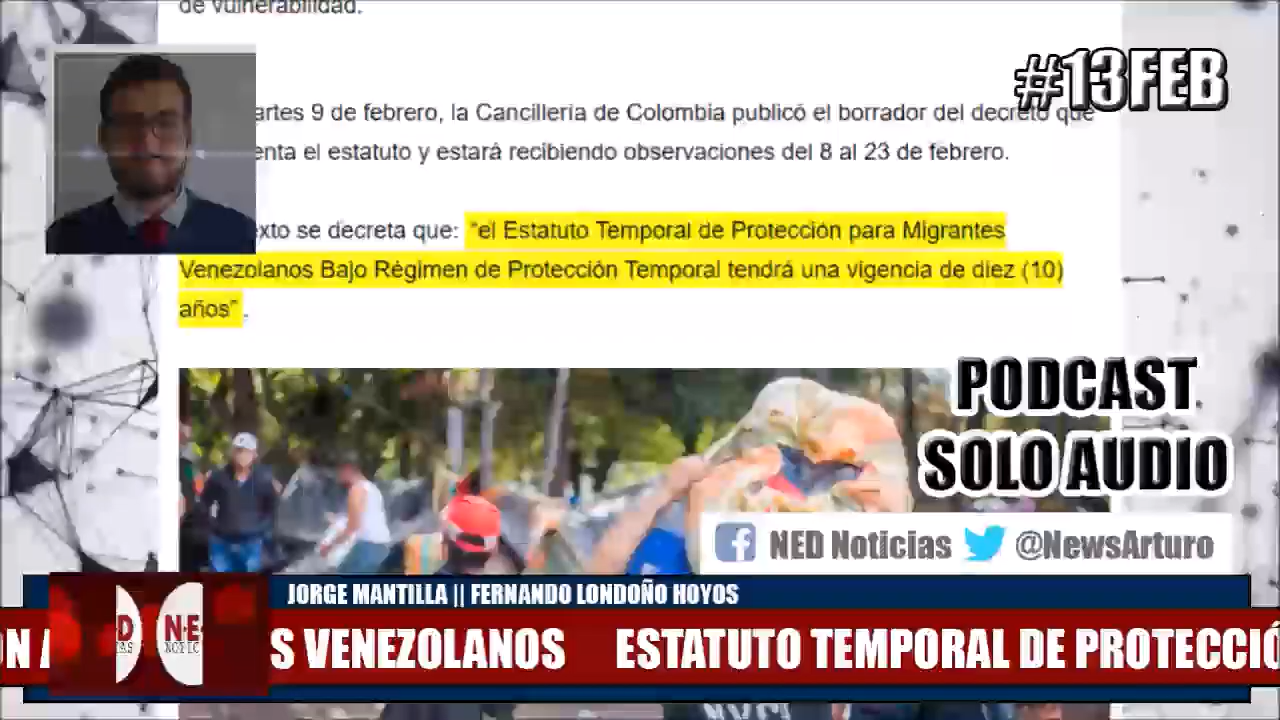 de vulnerabilidad.
#13FEB
artes 9 de febrero, la Cancillería de Colombia publicó el borrador del decreto que
enta el estatuto y estará recibiendo observaciones del 8 al 23 de febrero.
exto se decreta que: "el Estatuto Temporal de Protección para Migrantes
Venezolanos Bajo Régimen de Protección Temporal tendrá una vigencia de diez (10)
años".
PODCAST
SOLO AUDIO
NED Noticias @NewsArturo
JORGE MANTILLA || FERNANDO LONDOÑO HOYOS
S VENEZOLANOS ESTATUTO TEMPORAL DE PROTECCIÓ